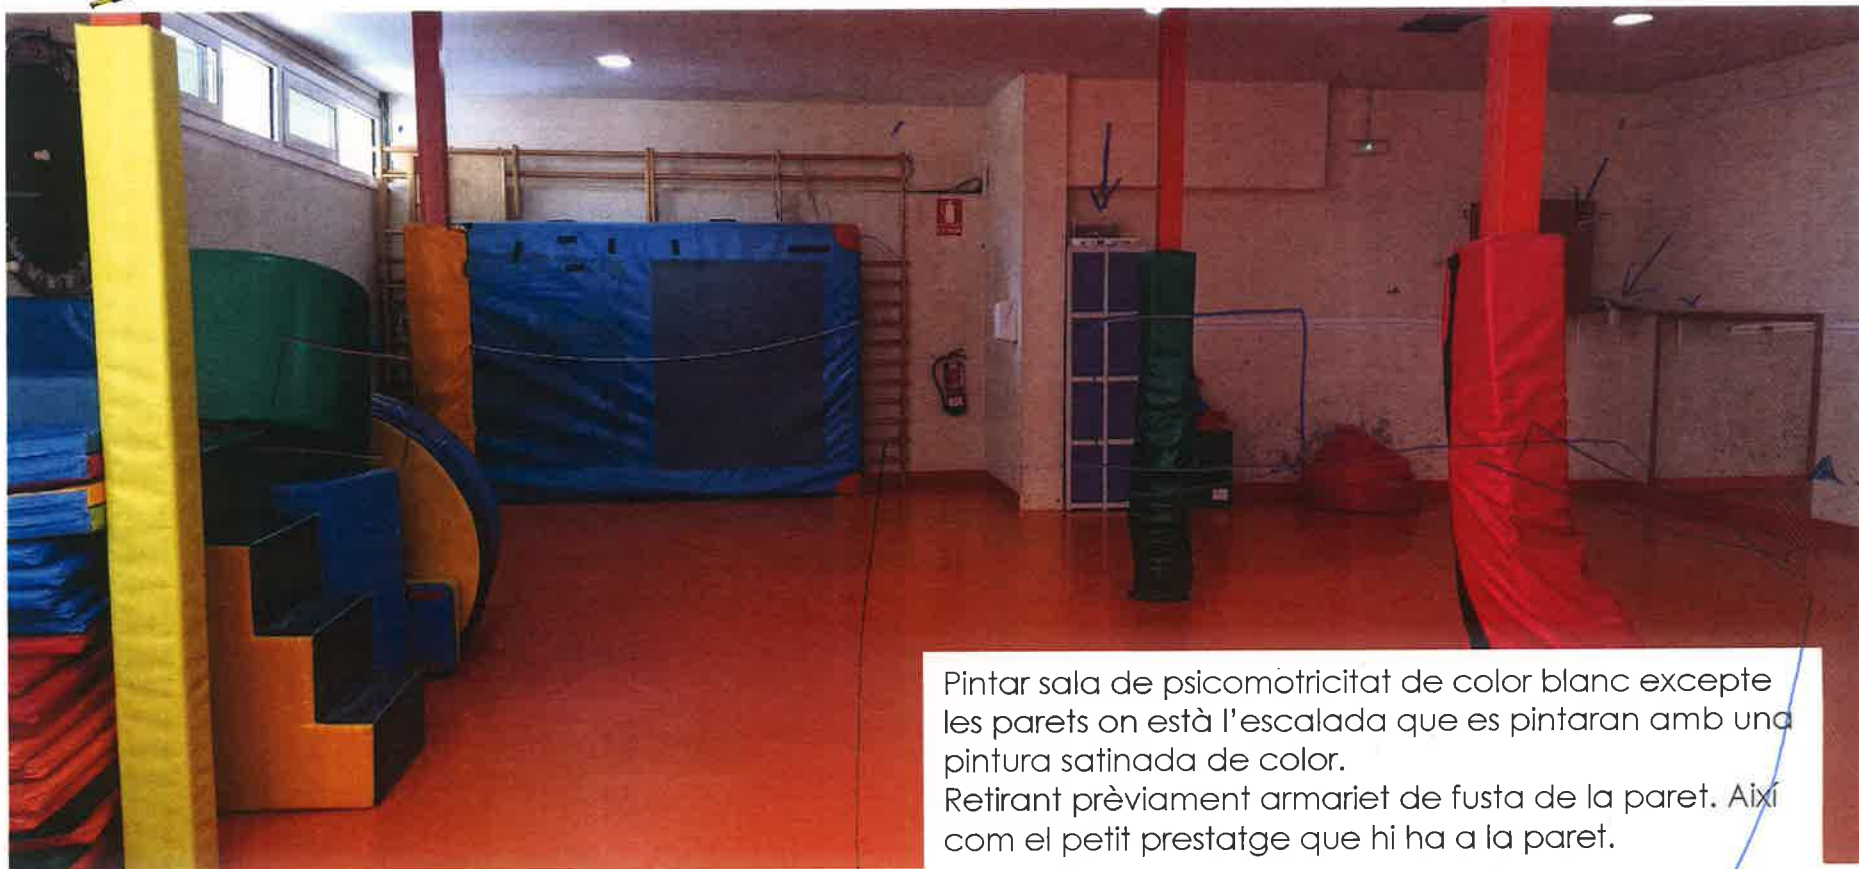 Pintar sala de psicomotricitat de color blanc excepte
les parets on està l'escalada que es pintaran amb una
pintura satinada de color.
Retirant prèviament armariet de fusta de la paret. Així
com el petit prestatge que hi ha a la paret.